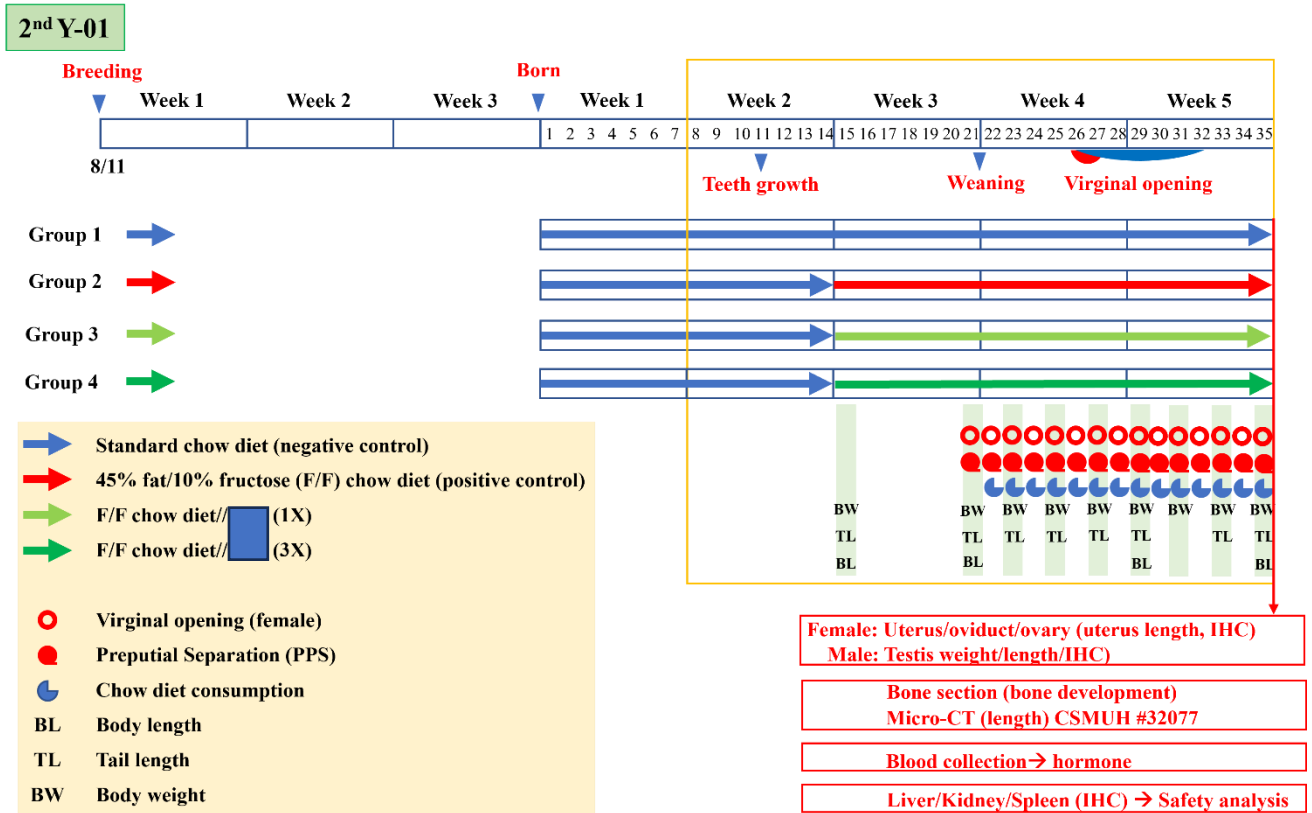 2nd Y-01
Breeding
Born
Week 1 Week 2 Week 3 Week 1 Week 2 Week 3 Week 4 Week 5
1 2 3 4 5 6 7 8 9 10 11 12 13 14 15 16 17 18 19 20 21 22 23 24 25 26 27 28 29 30 31 32 33 34 35
8/11
Teeth growth
Weaning
Virginal opening
Group 1
Group 2
Group 3
Group 4
Standard chow diet (negative control)
45% fat/10% fructose (F/F) chow diet (positive control)
F/F chow diet// (1X)
F/F chow diet// (3X)
Virginal opening (female)
Preputial Separation (PPS)
Chow diet consumption
BL Body length
TL Tail length
BW Body weight
BW BW BW BW BW BW BW BW BW
TL TL TL TL TL TL TL TL
BL BL BL BL
Female: Uterus/oviduct/ovary (uterus length, IHC)
Male: Testis weight/length/IHC)
Bone section (bone development)
Micro-CT (length) CSMUH #32077
Blood collection→ hormone
Liver/Kidney/Spleen (IHC) → Safety analysis